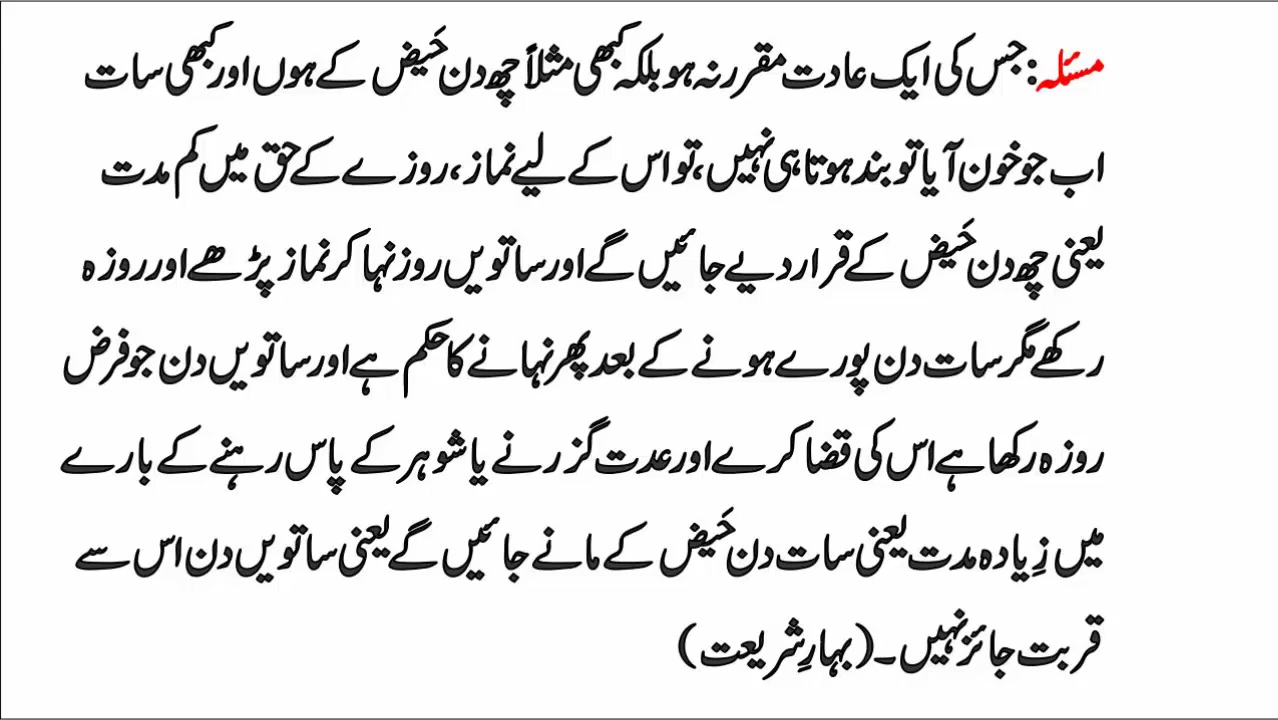 مسئلہ: جس کی ایک عادت مقرر نہ ہو بلکہ کبھی مثلاً چھ دن حَیض کے ہوں اور کبھی سات
اب جو خون آیا تو بند ہوتا ہی نہیں، تو اس کے لیے نماز، روزے کے حق میں کم مدت
یعنی چھ دن حَیض کے قرار دیے جائیں گے اور ساتویں روز نہا کر نماز پڑھے اور روزہ
رکھے مگر سات دن پورے ہونے کے بعد پھر نہانے کا حکم ہے اور ساتویں دن جو فرض
روزہ رکھا ہے اس کی قضا کرے اور عدت گزرنے یا شوہر کے پاس رہنے کے بارے
میں زِیادہ مدت یعنی سات دن حَیض کے مانے جائیں گے یعنی ساتویں دن اس سے
قربت جائز نہیں۔ (بہارِ شریعت)